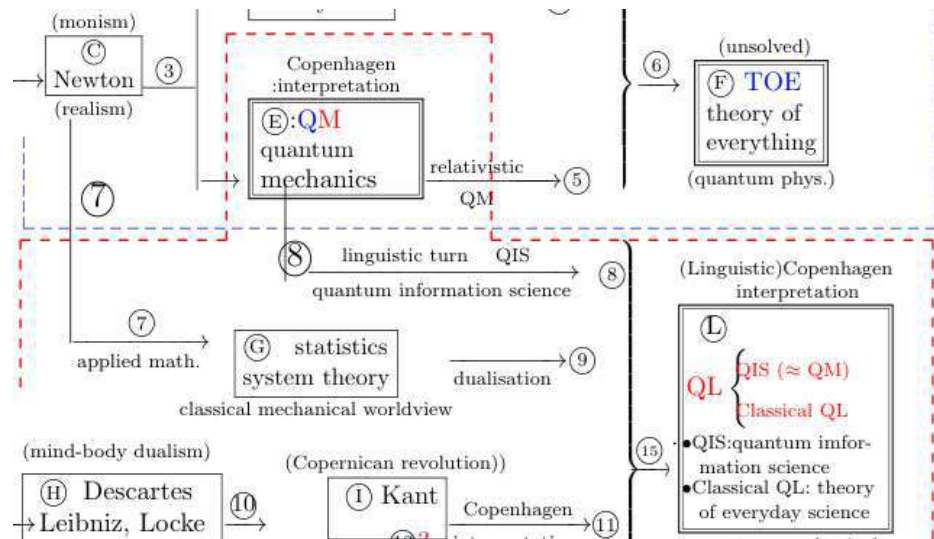 (monism)
Ⓒ
Newton
(realism)
③
⑦
Copenhagen
:interpretation
Ⓔ:QM
quantum
mechanics
relativistic
QM
⑤
⑥
(unsolved)
Ⓕ TOE
theory of
everything
(quantum phys.)
⑧
linguistic turn QIS
quantum information science
⑧
⑦
applied math.
Ⓖ statistics
system theory
classical mechanical worldview
dualisation
⑨
(Linguistic)Copenhagen
interpretation
Ⓛ
QL
QIS (≈ QM)
Classical QL
•QIS:quantum imfor-
mation science
•Classical QL: theory
of everyday science
⑮
(mind-body dualism)
Ⓗ Descartes
Leibniz, Locke
⑩
(Copernican revolution))
Ⓘ Kant
Copenhagen
⑪